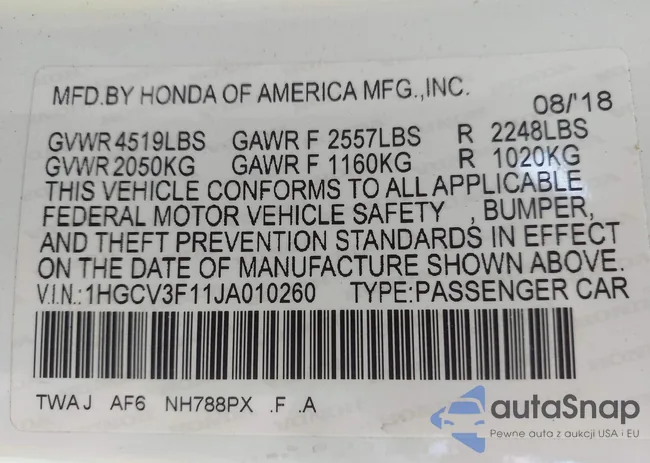 MFD.BY HONDA OF AMERICA MFG.,INC. 08/'18
GVWR 4519LBS GAWR F 2557LBS R 2248LBS
GVWR 2050KG GAWR F 1160KG R 1020KG
THIS VEHICLE CONFORMS TO ALL APPLICABLE
FEDERAL MOTOR VEHICLE SAFETY , BUMPER,
AND THEFT PREVENTION STANDARDS IN EFFECT
ON THE DATE OF MANUFACTURE SHOWN ABOVE.
V.I.N.:1HGCV3F11JA010260 TYPE:PASSENGER CAR
TWAJ AF6 NH788PX .F .A
autaSnap
Pewne auta z aukcji USA i EU